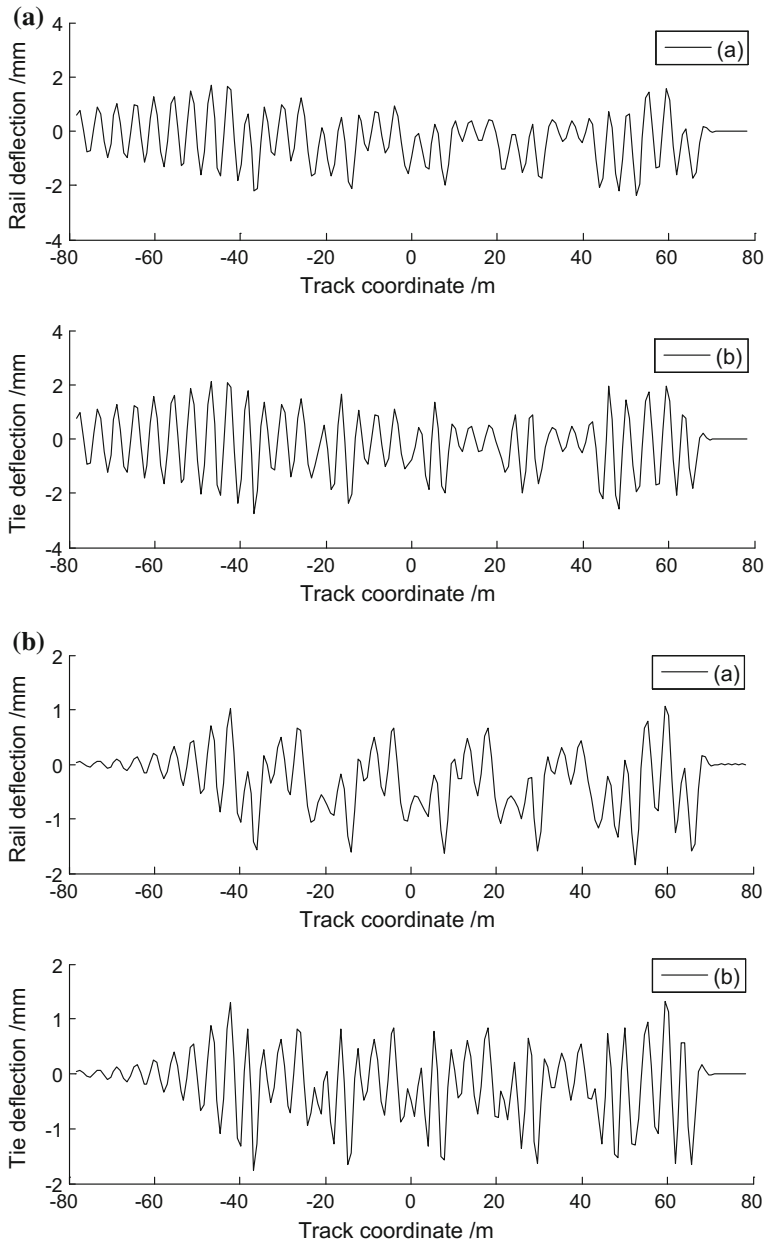 (a)
4
2
0
-2
-4
Rail deflection /mm
(a)
-80 -60 -40 -20 0 20 40 60 80
Track coordinate /m
4
2
0
-2
-4
Tie deflection /mm
(b)
-80 -60 -40 -20 0 20 40 60 80
Track coordinate /m
(b)
2
1
0
-1
-2
Rail deflection /mm
(a)
-80 -60 -40 -20 0 20 40 60 80
Track coordinate /m
2
1
0
-1
-2
Tie deflection /mm
(b)
-80 -60 -40 -20 0 20 40 60 80
Track coordinate /m